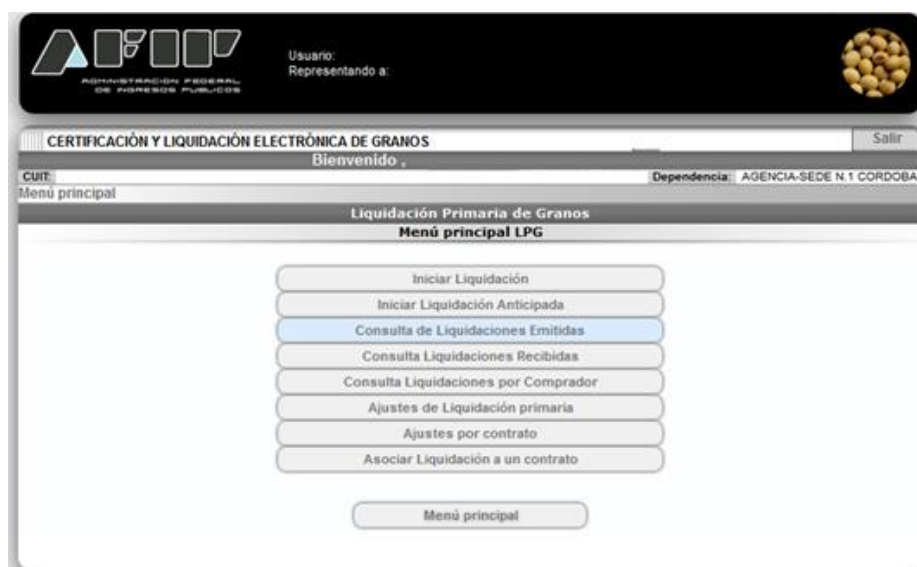 AFIP
ADMINISTRACION FEDERAL
DE INGRESOS PUBLICOS
Usuario:
Representando a:
CERTIFICACIÓN Y LIQUIDACIÓN ELECTRÓNICA DE GRANOS
Salir
Bienvenido ,
CUIT:
Dependencia: AGENCIA-SEDE N.1 CORDOBA
Menú principal
Liquidación Primaria de Granos
Menú principal LPG
Iniciar Liquidación
Iniciar Liquidación Anticipada
Consulta de Liquidaciones Emitidas
Consulta Liquidaciones Recibidas
Consulta Liquidaciones por Comprador
Ajustes de Liquidación primaria
Ajustes por contrato
Asociar Liquidación a un contrato
Menú principal